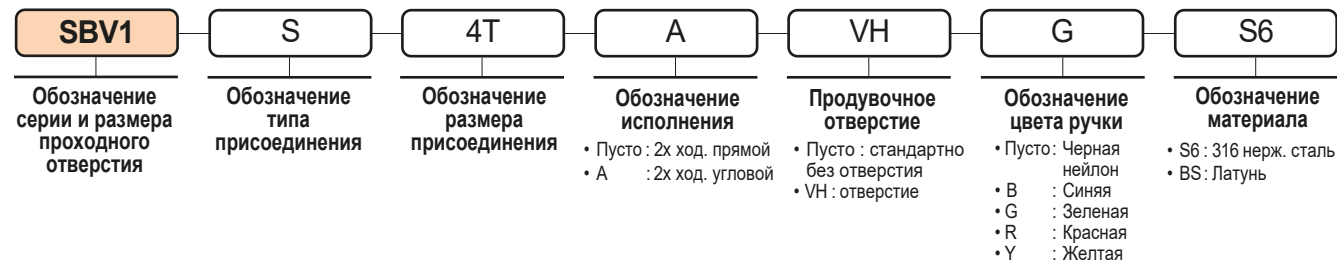 SBV1
S
4T
A
VH
G
S6
Обозначение
серии и размера
проходного
отверстия
Обозначение
типа
присоединения
Обозначение
размера
присоединения
Обозначение
исполнения
• Пусто : 2х ход. прямой
• A : 2х ход. угловой
Продувочное
отверстие
• Пусто : стандартно
без отверстия
• VH : отверстие
Обозначение
цвета ручки
• Пусто : Черная
нейлон
• B : Синяя
• G : Зеленая
• R : Красная
• Y : Желтая
Обозначение
материала
• S6 : 316 нерж. сталь
• BS : Латунь